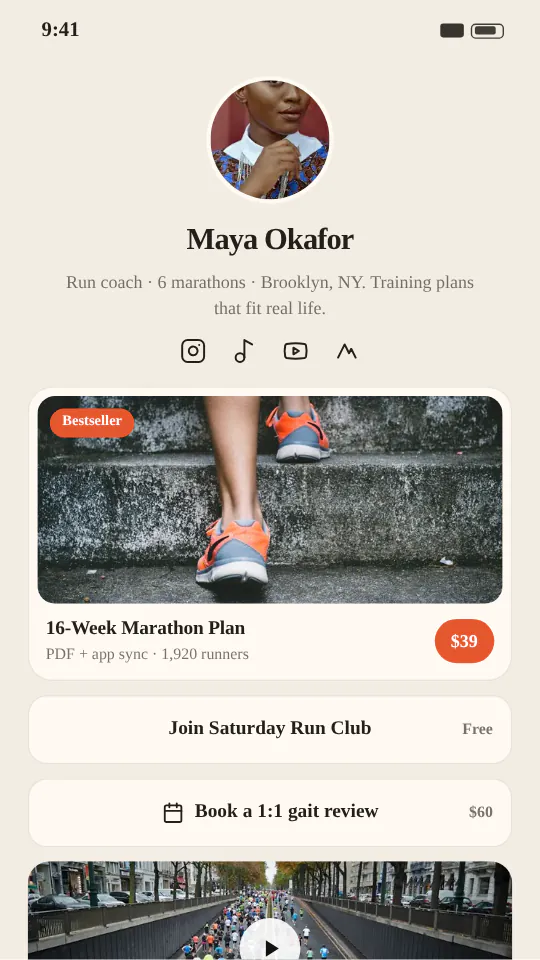 9:41
Maya Okafor
Run coach · 6 marathons · Brooklyn, NY. Training plans
that fit real life.
Bestseller
16-Week Marathon Plan
PDF + app sync · 1,920 runners
$39
Join Saturday Run Club
Free
Book a 1:1 gait review
$60